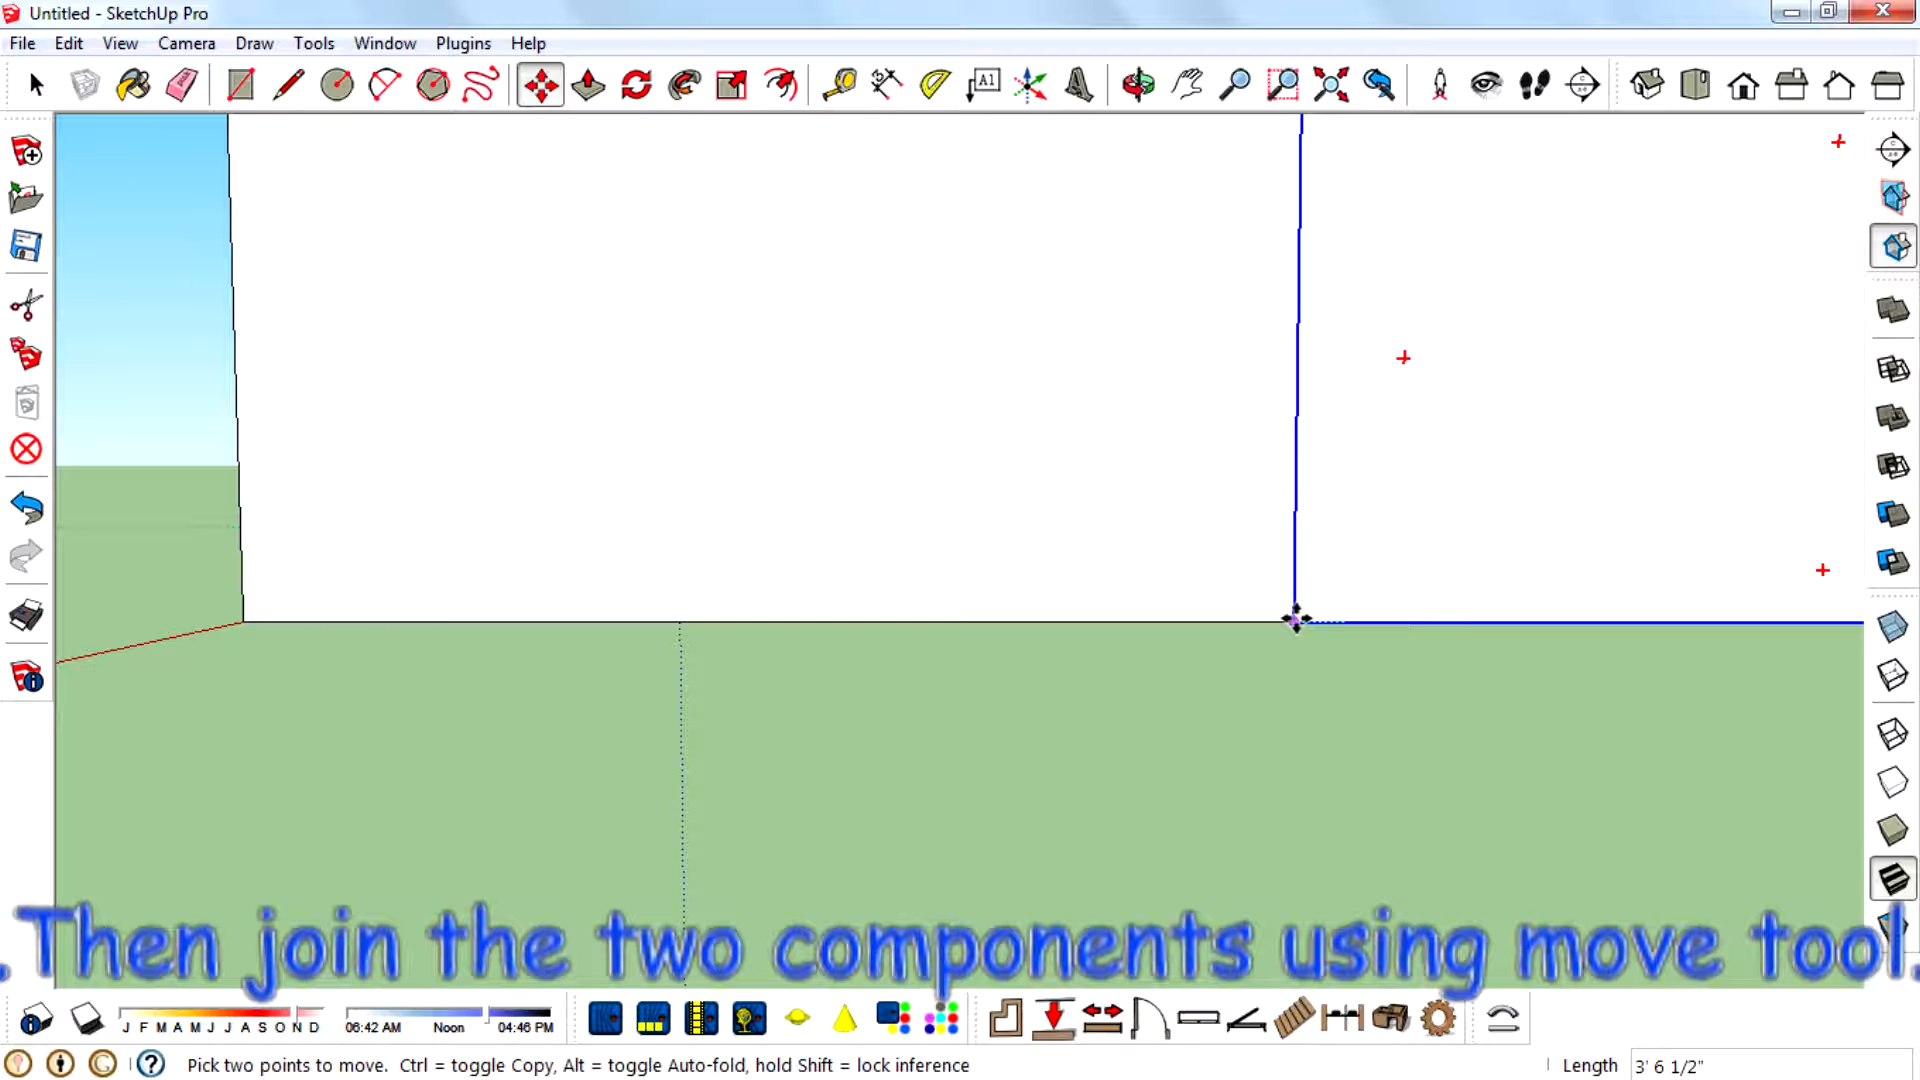 Untitled - SketchUp Pro
File Edit View Camera Draw Tools Window Plugins Help
A1
.Then join the two components using move tool.
J F M A M J J A S O N D
06:42 AM Noon 04:46 PM
Pick two points to move. Ctrl = toggle Copy, Alt = toggle Auto-fold, hold Shift = lock inference
Length 3' 6 1/2"